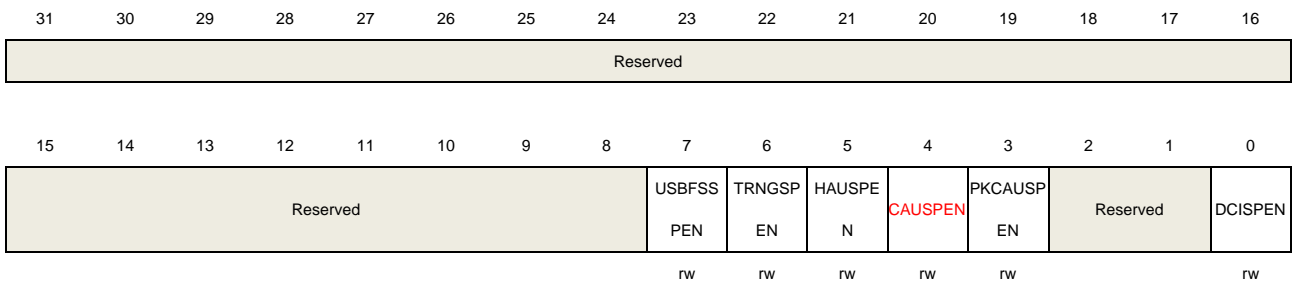 31 30 29 28 27 26 25 24 23 22 21 20 19 18 17 16
Reserved
15 14 13 12 11 10 9 8 7 6 5 4 3 2 1 0
Reserved USBFSS TRNGSP HAUSPE CAUSPEN PKCAUSP Reserved DCISPEN
PEN EN N EN
rw rw rw rw rw rw